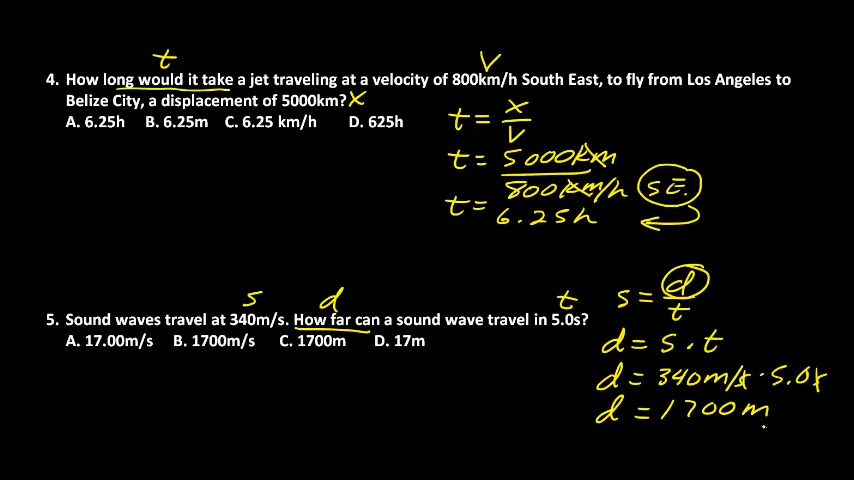 t
V
4. How long would it take a jet traveling at a velocity of 800km/h South East, to fly from Los Angeles to
Belize City, a displacement of 5000km? x
A. 6.25h B. 6.25m C. 6.25 km/h D. 625h
t = x/V
t = 5000km
800km/h SE.
t = 6.25h
s d t
5. Sound waves travel at 340m/s. How far can a sound wave travel in 5.0s?
A. 17.00m/s B. 1700m/s C. 1700m D. 17m
s = d/t
d = s · t
d = 340m/s · 5.0s
d = 1700m